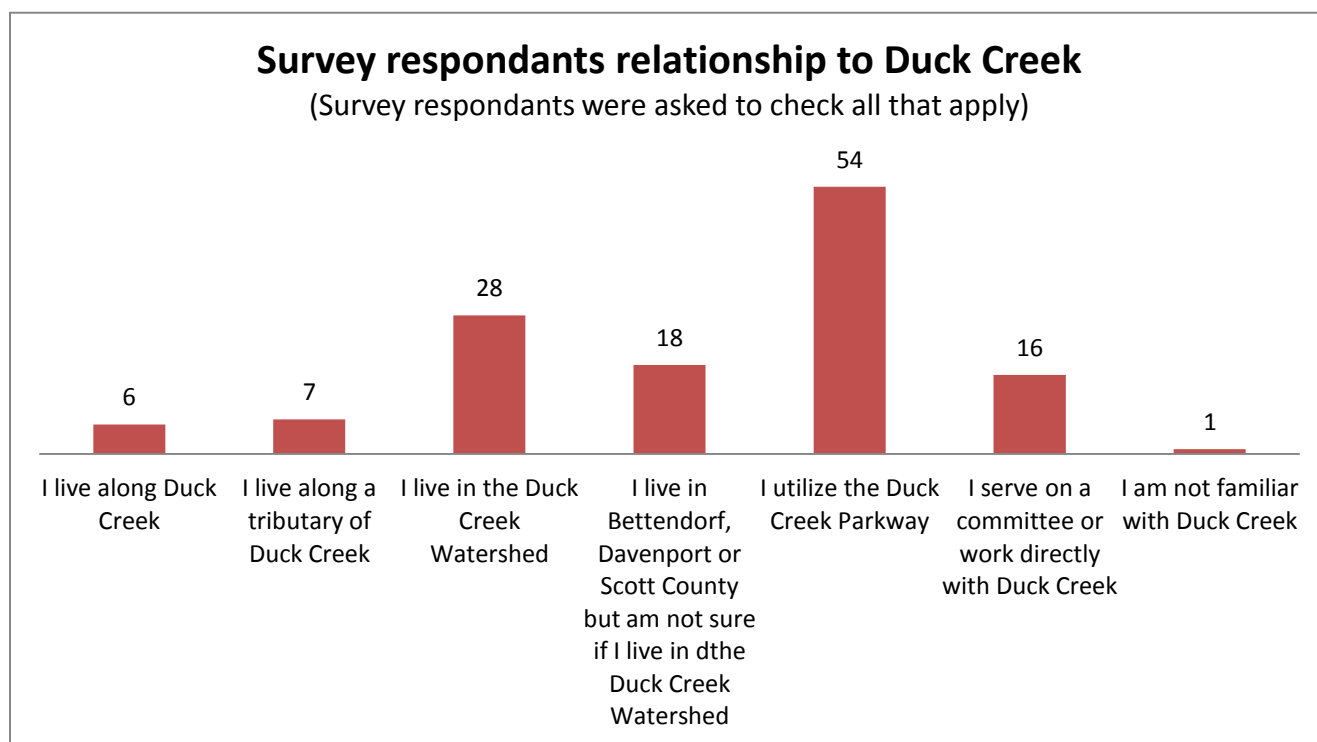 Survey respondants relationship to Duck Creek
(Survey respondants were asked to check all that apply)
6
7
28
18
54
16
1
I live along Duck
Creek
I live along a
tributary of
Duck Creek
I live in the Duck
Creek
Watershed
I live in
Bettendorf,
Davenport or
Scott County
but am not sure
if I live in dthe
Duck Creek
Watershed
I utilize the Duck
Creek Parkway
I serve on a
committee or
work directly
with Duck Creek
I am not familiar
with Duck Creek